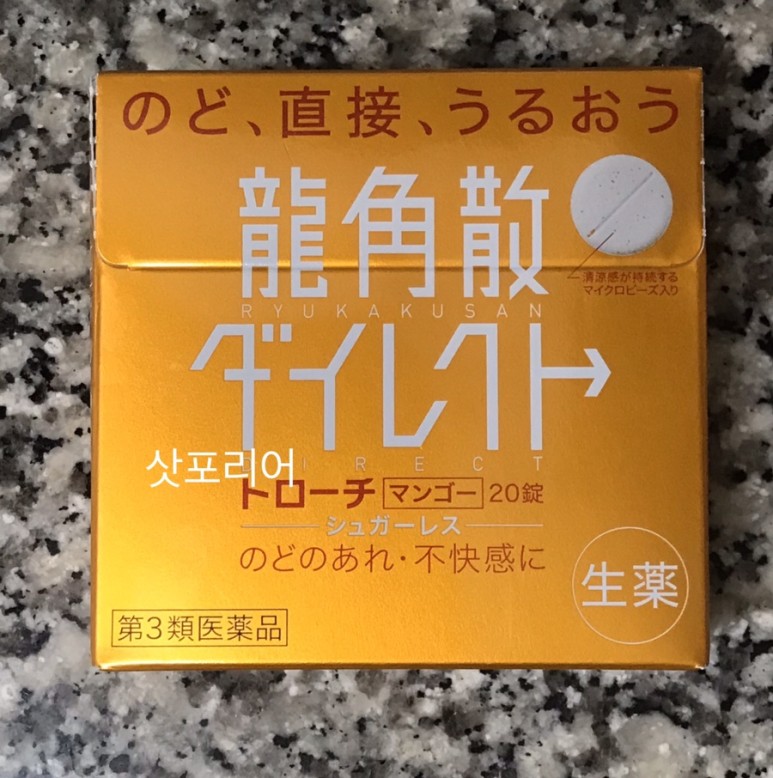 のど、直接、うるおう
龍角散
清涼感が持続する
マイクロビーズ入り
RYUKAKUSAN
ダイレクト
DIRECT
삿포리어
トローチ マンゴー 20錠
シュガーレス
のどのあれ・不快感に
生薬
第3類医薬品